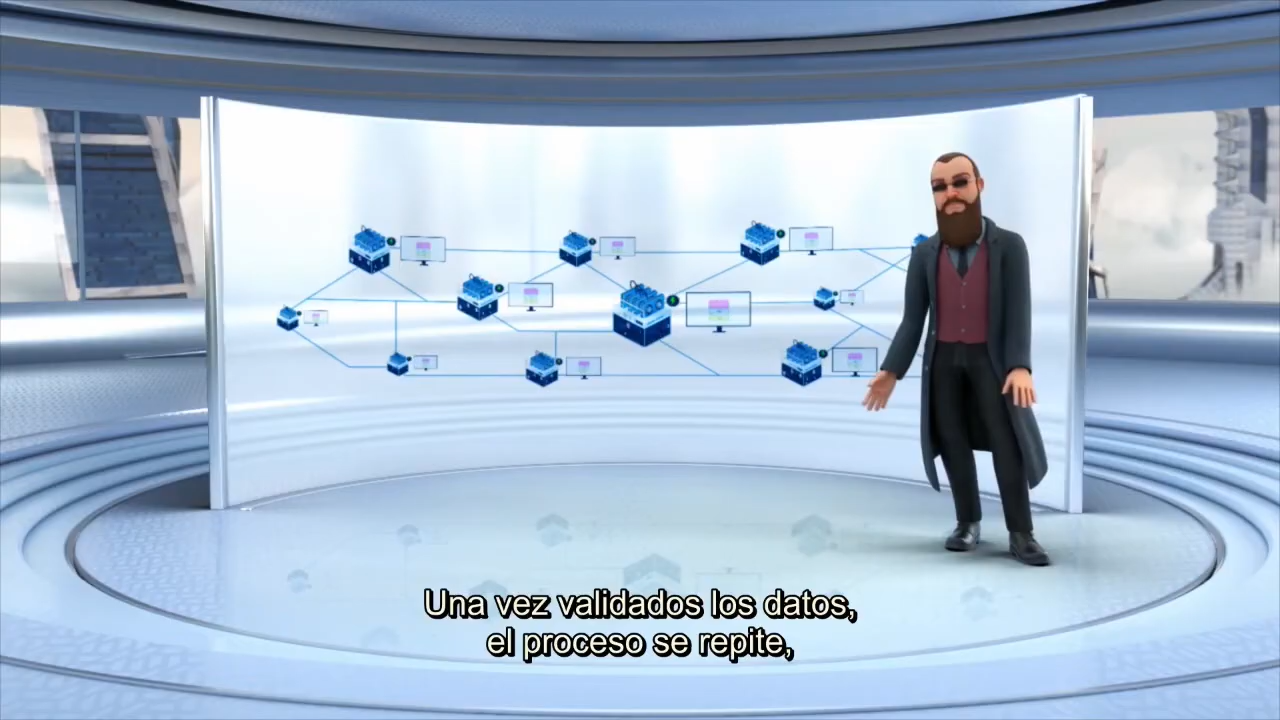 Una vez validados los datos,
el proceso se repite,